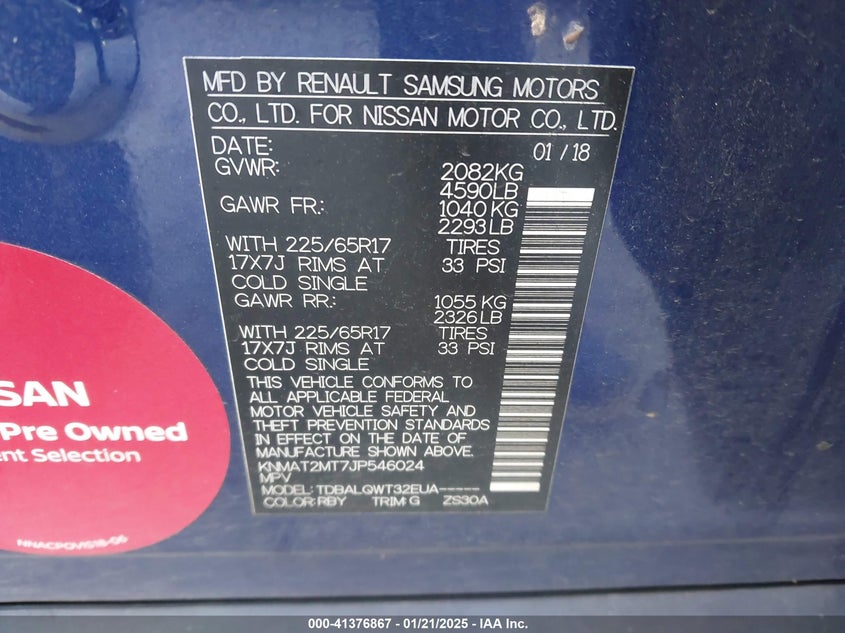 MFD BY RENAULT SAMSUNG MOTORS
CO., LTD. FOR NISSAN MOTOR CO., LTD.
DATE: 01 / 18
GVWR: 2082KG
4590LB
GAWR FR.: 1040 KG
2293 LB
WITH 225/65R17 TIRES
17X7J RIMS AT 33 PSI
COLD SINGLE
GAWR RR.: 1055 KG
2326 LB
WITH 225/65R17 TIRES
17X7J RIMS AT 33 PSI
COLD SINGLE
THIS VEHICLE CONFORMS TO
ALL APPLICABLE FEDERAL
MOTOR VEHICLE SAFETY AND
THEFT PREVENTION STANDARDS
IN EFFECT ON THE DATE OF
MANUFACTURE SHOWN ABOVE.
KNMAT2MT7JP546024
MPV
MODEL: TDBALQWT32EUA-----
COLOR: RBY TRIM: G ZS30A
SSAN
Pre Owned
ent Selection
NNACPOVIS18-06
000-41376867 / 01/21/2025 - IAA Inc.